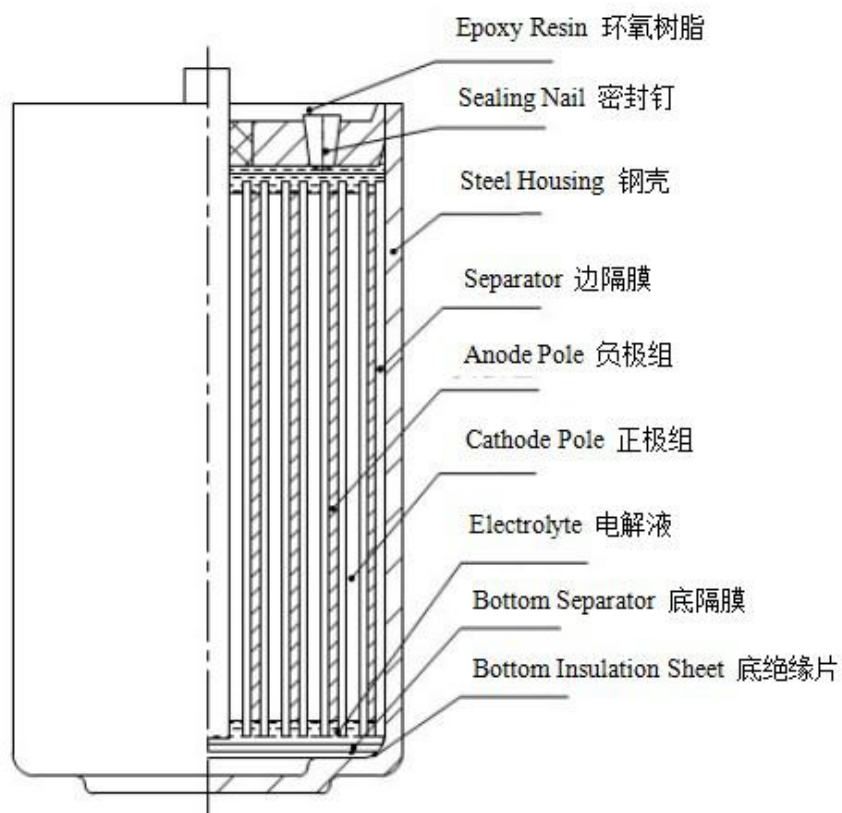 Epoxy Resin 环氧树脂
Sealing Nail 密封钉
Steel Housing 钢壳
Separator 边隔膜
Anode Pole 负极组
Cathode Pole 正极组
Electrolyte 电解液
Bottom Separator 底隔膜
Bottom Insulation Sheet 底绝缘片